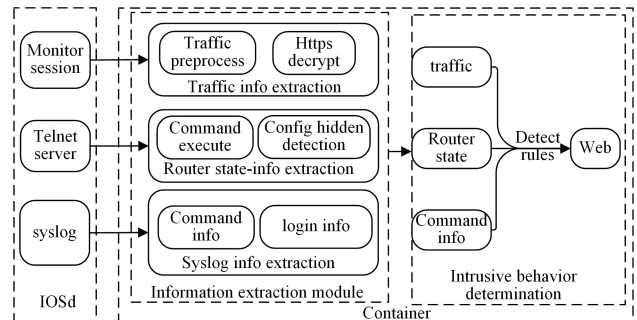 Monitor
session
Telnet
server
syslog
IOSd
Traffic
preprocess
Https
decrypt
Traffic info extraction
Command
execute
Config hidden
detection
Router state-info extraction
Command
info
login info
Syslog info extraction
Information extraction module
traffic
Router
state
Command
info
Detect
rules
Web
Intrusive behavior
determination
Container